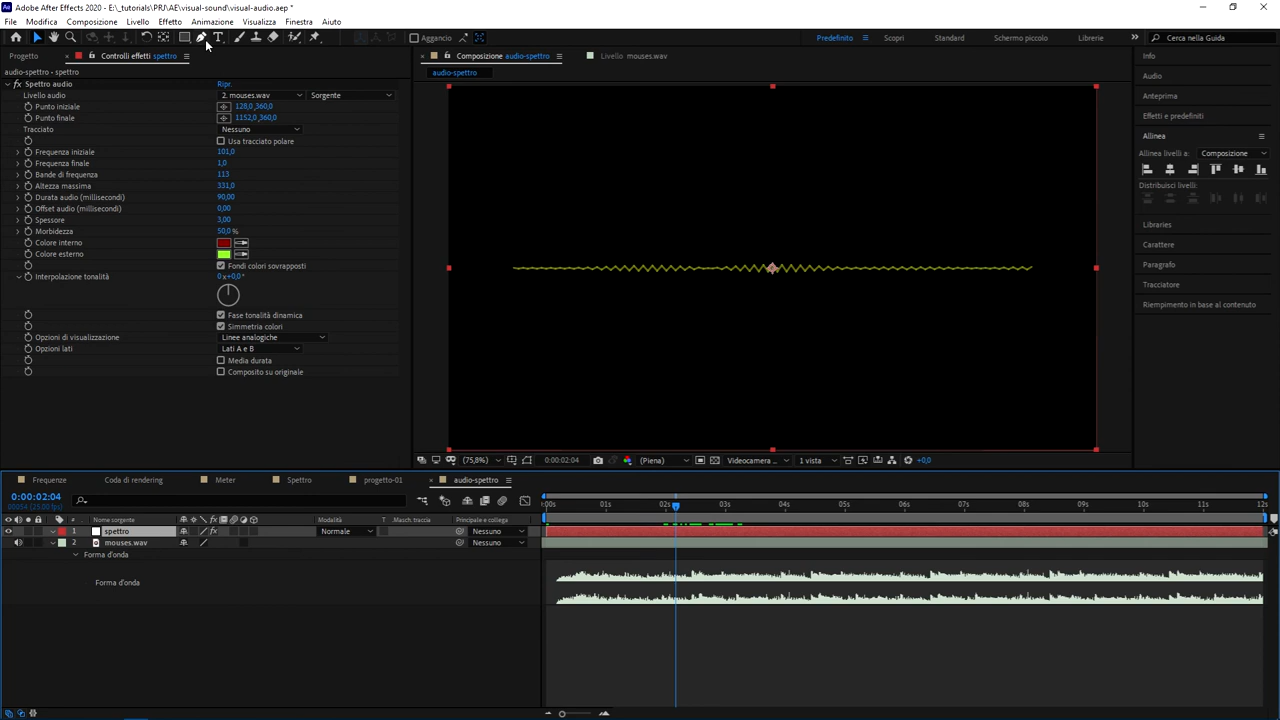 Adobe After Effects 2020 - E:\_tutorials\PRJ\AE\visual-sound\visual-audio.aep *
File Modifica Composizione Livello Effetto Animazione Visualizza Finestra Aiuto
Aggancio Predefinito Scopri Standard Schermo piccolo Librerie Cerca nella Guida
Progetto Controlli effetti spettro Composizione audio-spettro Livello mouses.wav Info
audio-spettro • spettro audio-spettro
Audio
Spettro audio Ripr.
Livello audio 2. mouses.wav Sorgente Anteprima
Punto iniziale 128,0,360,0
Punto finale 1152,0,360,0 Effetti e predefiniti
Tracciato Nessuno
Allinea
Usa tracciato polare
Frequenza iniziale 101,0 Allinea livelli a: Composizione
Frequenza finale 1,0
Bande di frequenza 113
Altezza massima 331,0 Distribuisci livelli:
Durata audio (millisecondi) 90,00
Offset audio (millisecondi) 0,00
Spessore 3,00 Libraries
Morbidezza 50,0 %
Colore interno Carattere
Colore esterno
Fondi colori sovrapposti Paragrafo
Interpolazione tonalità 0x+0,0°
Tracciatore
Riempimento in base al contenuto
Fase tonalità dinamica
Simmetria colori
Opzioni di visualizzazione Linee analogiche
Opzioni lati Lati A e B
Media durata
Composito su originale
(75,8%) 0:00:02:04 (Piena) Videocamera ... 1 vista +0,0
Frequenze Coda di rendering Meter Spettro progetto-01 audio-spettro
0:00:02:04
00054 (25.00 fps)
:00s 01s 02s 03s 04s 05s 06s 07s 08s 09s 10s 11s 12s
# Nome sorgente Modalità T .Match. traccia Principale e collega
1 spettro Normale Nessuno
2 mouses.wav Nessuno
Forma d'onda
Forma d'onda